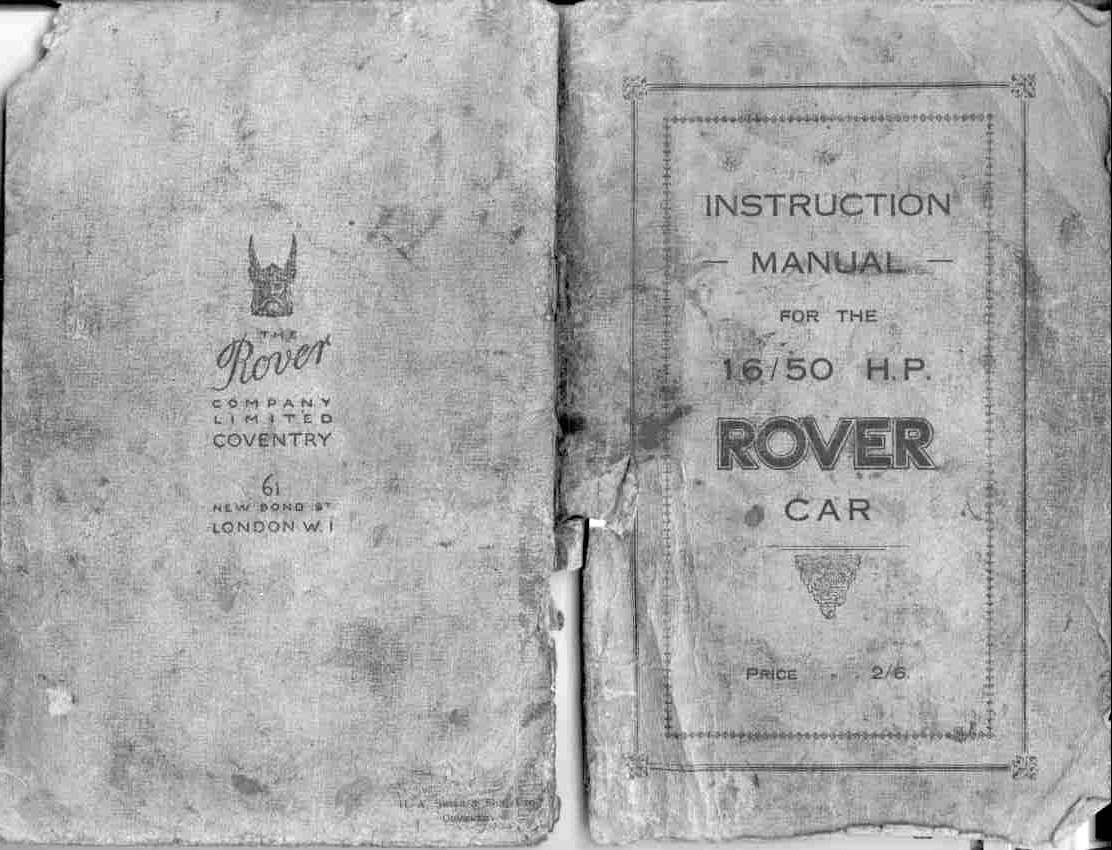 THE
Rover
COMPANY
LIMITED
COVENTRY
61
NEW BOND ST
LONDON W. 1
INSTRUCTION
— MANUAL —
FOR THE
16/50 H.P.
ROVER
CAR
PRICE . . 2/6.